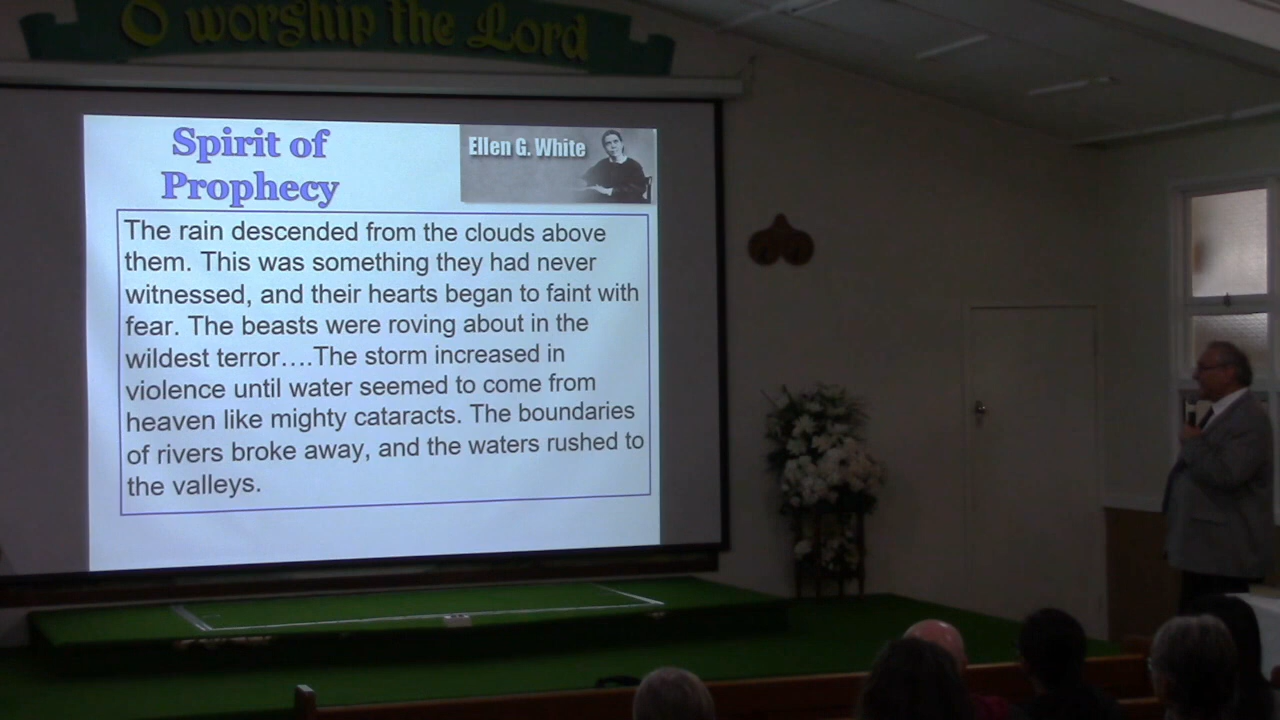 O worship the Lord
Spirit of
Prophecy
Ellen G. White
The rain descended from the clouds above
them. This was something they had never
witnessed, and their hearts began to faint with
fear. The beasts were roving about in the
wildest terror....The storm increased in
violence until water seemed to come from
heaven like mighty cataracts. The boundaries
of rivers broke away, and the waters rushed to
the valleys.